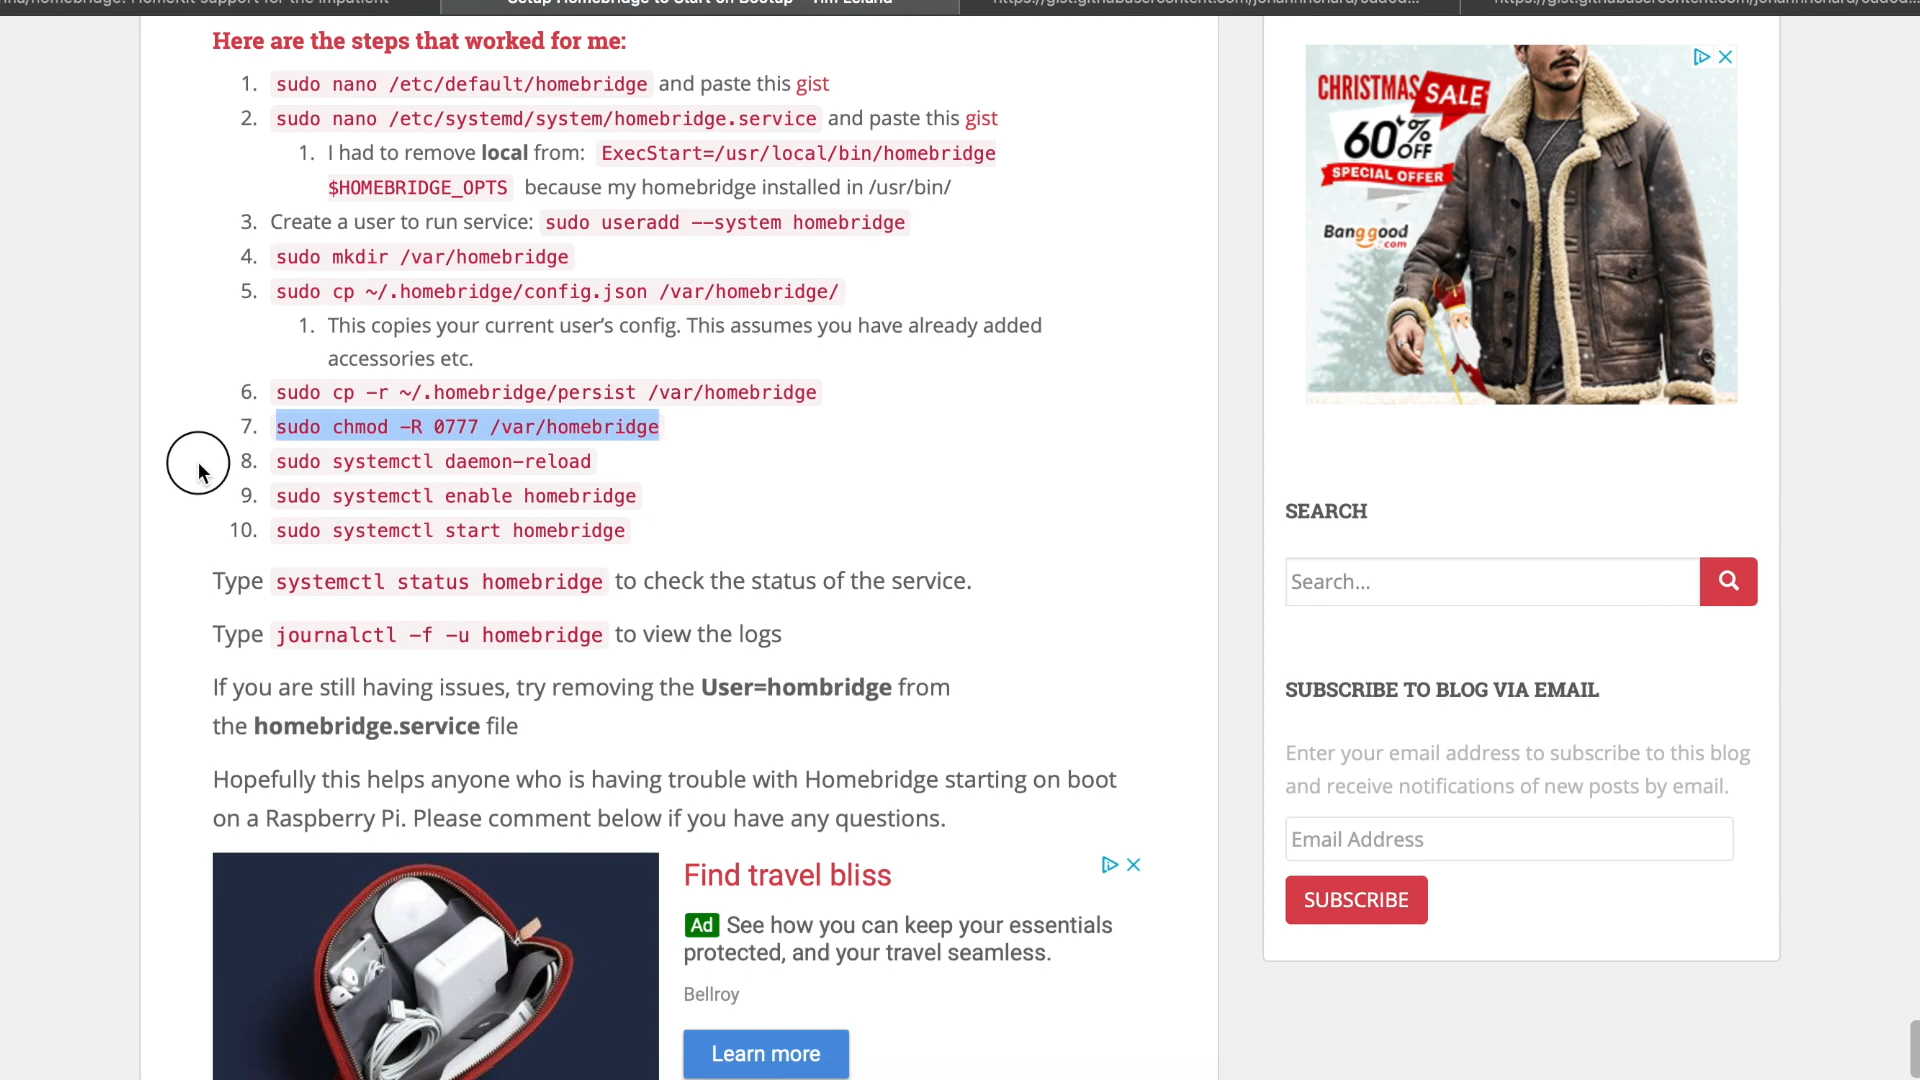 Setup Homebridge to Start on Bootup - Tim Leland
Here are the steps that worked for me:
1. sudo nano /etc/default/homebridge and paste this gist
2. sudo nano /etc/systemd/system/homebridge.service and paste this gist
1. I had to remove local from: ExecStart=/usr/local/bin/homebridge
$HOMEBRIDGE_OPTS because my homebridge installed in /usr/bin/
3. Create a user to run service: sudo useradd --system homebridge
4. sudo mkdir /var/homebridge
5. sudo cp ~/.homebridge/config.json /var/homebridge/
1. This copies your current user's config. This assumes you have already added
accessories etc.
6. sudo cp -r ~/.homebridge/persist /var/homebridge
7. sudo chmod -R 0777 /var/homebridge
8. sudo systemctl daemon-reload
9. sudo systemctl enable homebridge
10. sudo systemctl start homebridge
Type systemctl status homebridge to check the status of the service.
Type journalctl -f -u homebridge to view the logs
If you are still having issues, try removing the User=hombridge from
the homebridge.service file
Hopefully this helps anyone who is having trouble with Homebridge starting on boot
on a Raspberry Pi. Please comment below if you have any questions.
Find travel bliss
Ad See how you can keep your essentials
protected, and your travel seamless.
Bellroy
Learn more
CHRISTMAS SALE
60% OFF
SPECIAL OFFER
Banggood
.com
SEARCH
Search...
SUBSCRIBE TO BLOG VIA EMAIL
Enter your email address to subscribe to this blog
and receive notifications of new posts by email.
Email Address
SUBSCRIBE